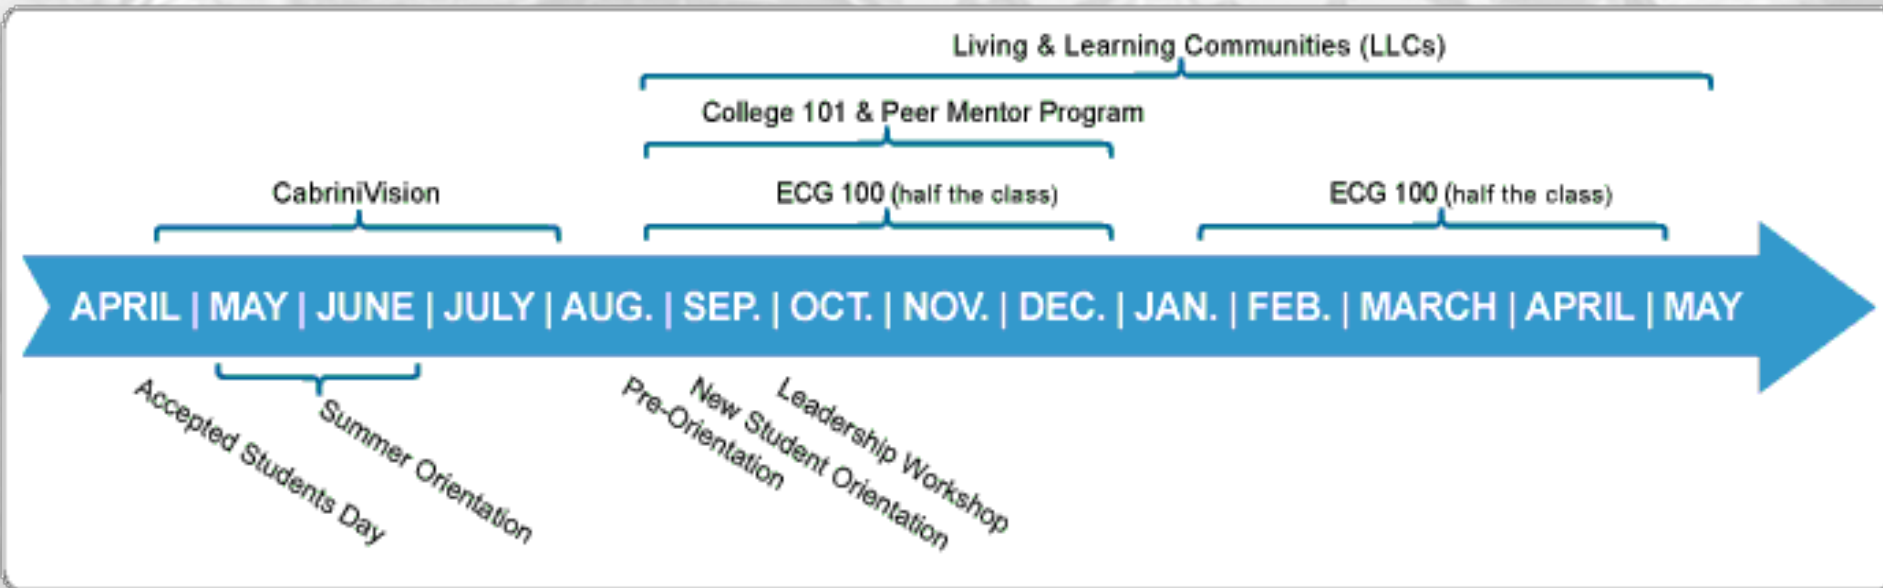 Living & Learning Communities (LLCs)
College 101 & Peer Mentor Program
CabriniVision
ECG 100 (half the class)
ECG 100 (half the class)
APRIL | MAY | JUNE | JULY | AUG. | SEP. | OCT. | NOV. | DEC. | JAN. | FEB. | MARCH | APRIL | MAY
Accepted Students Day
Summer Orientation
Pre-Orientation
New Student Orientation
Leadership Workshop